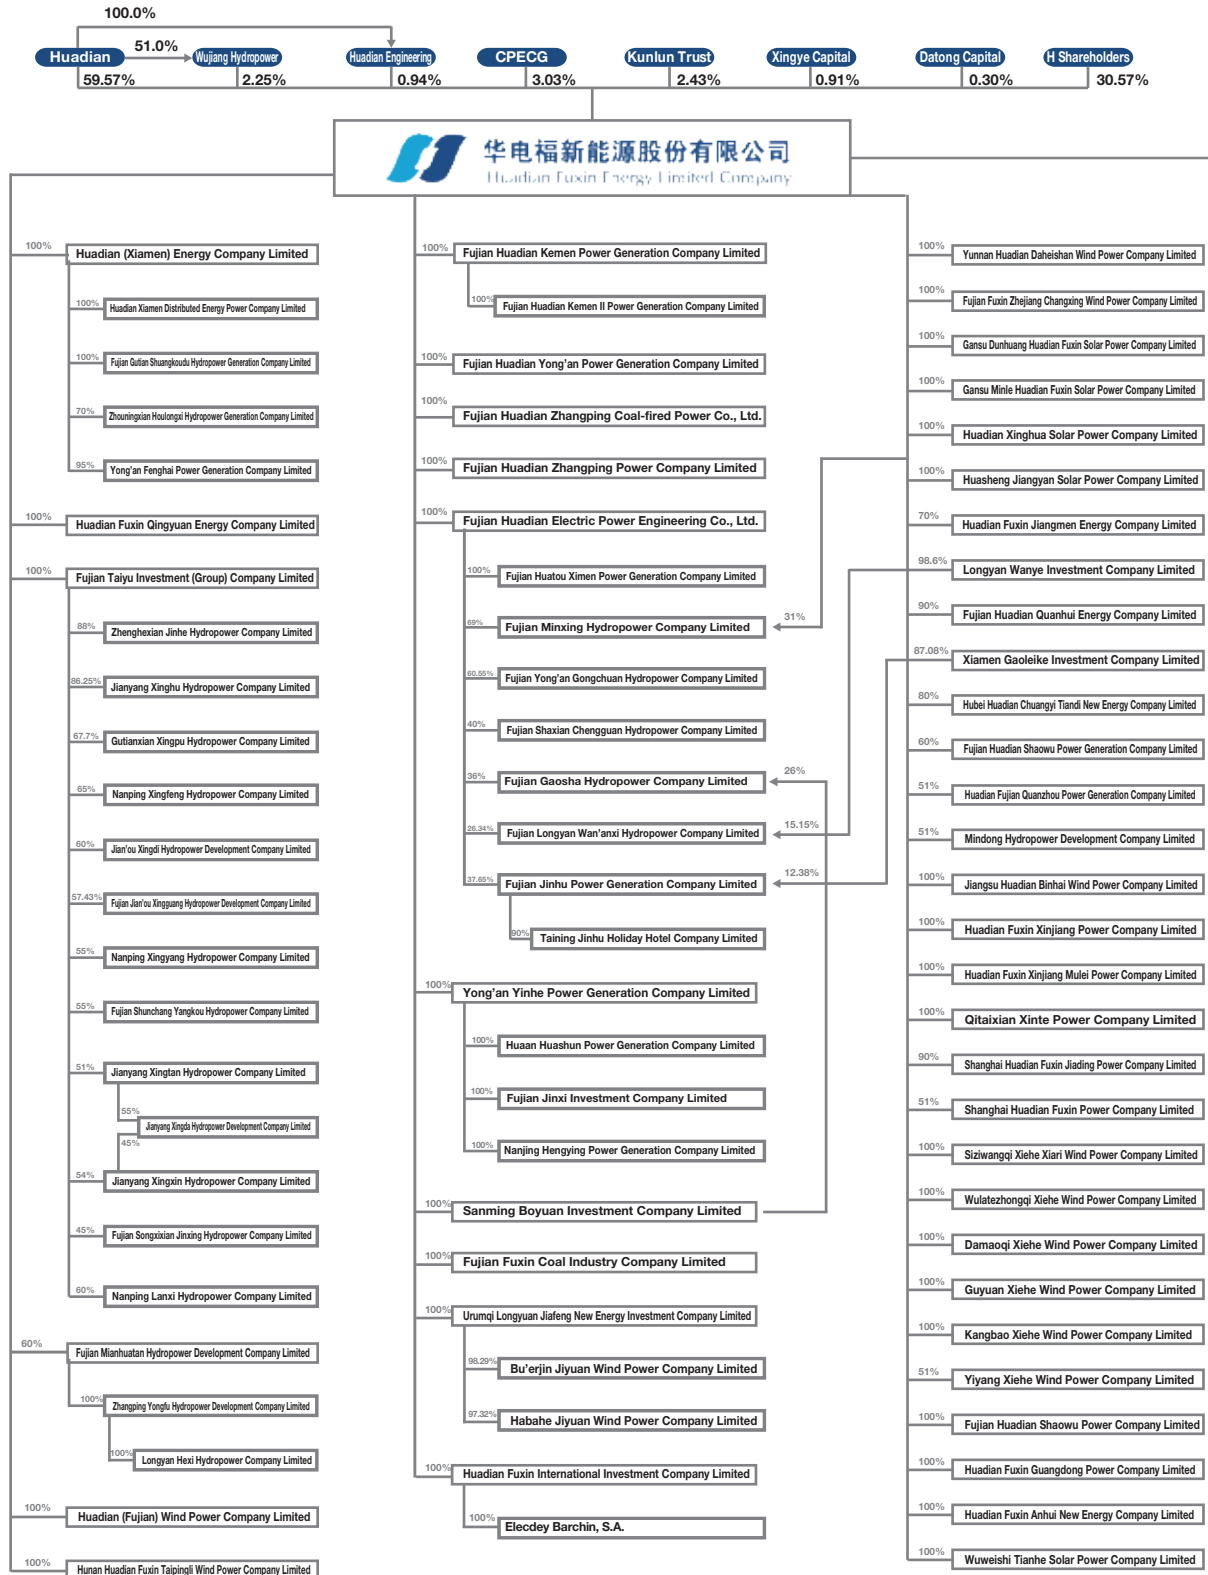 100.0%
51.0%
Huadian
Wujiang Hydropower
Huadian Engineering
CPECG
Kunlun Trust
Xingye Capital
Datong Capital
H Shareholders
59.57%
2.25%
0.94%
3.03%
2.43%
0.91%
0.30%
30.57%
华电福新能源股份有限公司
Huadian Fuxin Energy Limited Company
100%
Huadian (Xiamen) Energy Company Limited
100%
Huadian Xiamen Distributed Energy Power Company Limited
100%
Fujian Gutian Shuangkoudu Hydropower Generation Company Limited
70%
Zhouningxian Houlongxi Hydropower Generation Company Limited
95%
Yong'an Fenghai Power Generation Company Limited
100%
Huadian Fuxin Qingyuan Energy Company Limited
100%
Fujian Taiyu Investment (Group) Company Limited
88%
Zhenghexian Jinhe Hydropower Company Limited
86.25%
Jianyang Xinghu Hydropower Company Limited
67.7%
Gutianxian Xingpu Hydropower Company Limited
65%
Nanping Xingfeng Hydropower Company Limited
60%
Jian'ou Xingdi Hydropower Development Company Limited
57.43%
Fujian Jian'ou Xingguang Hydropower Development Company Limited
55%
Nanping Xingyang Hydropower Company Limited
55%
Fujian Shunchang Yangkou Hydropower Company Limited
51%
Jianyang Xingtan Hydropower Company Limited
55%
Jianyang Xingda Hydropower Development Company Limited
45%
54%
Jianyang Xingxin Hydropower Company Limited
45%
Fujian Songxixian Jinxing Hydropower Company Limited
60%
Nanping Lanxi Hydropower Company Limited
60%
Fujian Mianhuatan Hydropower Development Company Limited
100%
Zhangping Yongfu Hydropower Development Company Limited
100%
Longyan Hexi Hydropower Company Limited
100%
Huadian (Fujian) Wind Power Company Limited
100%
Hunan Huadian Fuxin Taipingli Wind Power Company Limited
100%
Fujian Huadian Kemen Power Generation Company Limited
100%
Fujian Huadian Kemen II Power Generation Company Limited
100%
Fujian Huadian Yong'an Power Generation Company Limited
100%
Fujian Huadian Zhangping Coal-fired Power Co., Ltd.
100%
Fujian Huadian Zhangping Power Company Limited
100%
Fujian Huadian Electric Power Engineering Co., Ltd.
100%
Fujian Huatou Ximen Power Generation Company Limited
69%
Fujian Minxing Hydropower Company Limited
31%
60.55%
Fujian Yong'an Gongchuan Hydropower Company Limited
40%
Fujian Shaxian Chengguan Hydropower Company Limited
36%
Fujian Gaosha Hydropower Company Limited
26%
26.34%
Fujian Longyan Wan'anxi Hydropower Company Limited
15.15%
37.65%
Fujian Jinhu Power Generation Company Limited
12.38%
90%
Taining Jinhu Holiday Hotel Company Limited
100%
Yong'an Yinhe Power Generation Company Limited
100%
Huaan Huashun Power Generation Company Limited
100%
Fujian Jinxi Investment Company Limited
100%
Nanjing Hengying Power Generation Company Limited
100%
Sanming Boyuan Investment Company Limited
100%
Fujian Fuxin Coal Industry Company Limited
100%
Urumqi Longyuan Jiafeng New Energy Investment Company Limited
98.29%
Bu'erjin Jiyuan Wind Power Company Limited
97.32%
Habahe Jiyuan Wind Power Company Limited
100%
Huadian Fuxin International Investment Company Limited
100%
Elecdey Barchin, S.A.
100%
Yunnan Huadian Daheishan Wind Power Company Limited
100%
Fujian Fuxin Zhejiang Changxing Wind Power Company Limited
100%
Gansu Dunhuang Huadian Fuxin Solar Power Company Limited
100%
Gansu Minle Huadian Fuxin Solar Power Company Limited
100%
Huadian Xinghua Solar Power Company Limited
100%
Huasheng Jiangyan Solar Power Company Limited
70%
Huadian Fuxin Jiangmen Energy Company Limited
98.6%
Longyan Wanye Investment Company Limited
90%
Fujian Huadian Quanhui Energy Company Limited
87.08%
Xiamen Gaoleike Investment Company Limited
80%
Hubei Huadian Chuangyi Tiandi New Energy Company Limited
60%
Fujian Huadian Shaowu Power Generation Company Limited
51%
Huadian Fujian Quanzhou Power Generation Company Limited
51%
Mindong Hydropower Development Company Limited
100%
Jiangsu Huadian Binhai Wind Power Company Limited
100%
Huadian Fuxin Xinjiang Power Company Limited
100%
Huadian Fuxin Xinjiang Mulei Power Company Limited
100%
Qitaixian Xinte Power Company Limited
90%
Shanghai Huadian Fuxin Jiading Power Company Limited
51%
Shanghai Huadian Fuxin Power Company Limited
100%
Siziwangqi Xiehe Xiari Wind Power Company Limited
100%
Wulatezhongqi Xiehe Wind Power Company Limited
100%
Damaoqi Xiehe Wind Power Company Limited
100%
Guyuan Xiehe Wind Power Company Limited
100%
Kangbao Xiehe Wind Power Company Limited
51%
Yiyang Xiehe Wind Power Company Limited
100%
Fujian Huadian Shaowu Power Company Limited
100%
Huadian Fuxin Guangdong Power Company Limited
100%
Huadian Fuxin Anhui New Energy Company Limited
100%
Wuweishi Tianhe Solar Power Company Limited